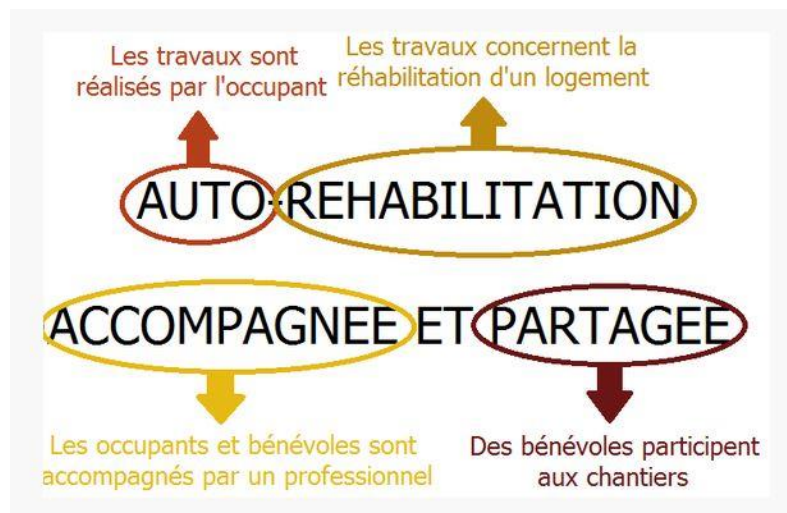 Les travaux sont
réalisés par l'occupant
Les travaux concernent la
réhabilitation d'un logement
AUTO-REHABILITATION
ACCOMPAGNEE ET PARTAGEE
Les occupants et bénévoles sont
accompagnés par un professionnel
Des bénévoles participent
aux chantiers